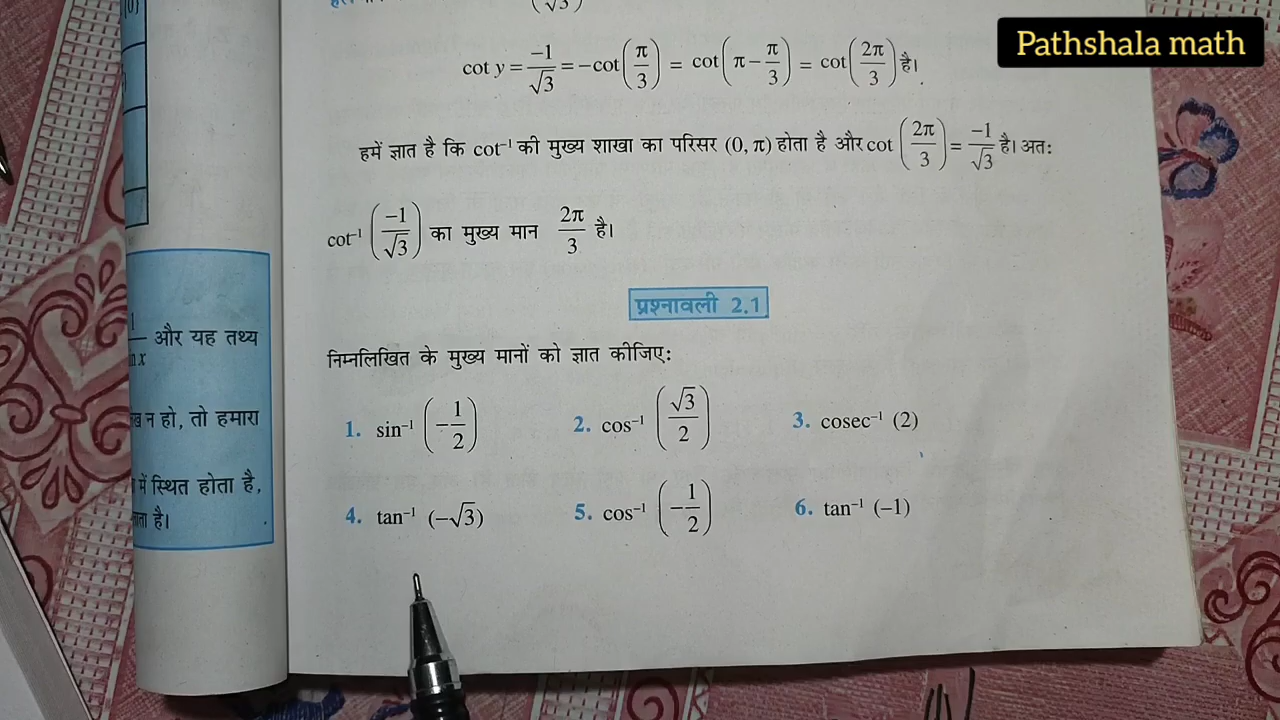 Pathshala math
cot y = -1/√3 = -cot(π/3) = cot(π - π/3) = cot(2π/3) है।
हमें ज्ञात है कि cot⁻¹ की मुख्य शाखा का परिसर (0, π) होता है और cot (2π/3) = -1/√3 है। अतः
cot⁻¹ (-1/√3) का मुख्य मान 2π/3 है।
और यह तथ्य
न हो, तो हमारा
में स्थित होता है,
है।
प्रश्नावली 2.1
निम्नलिखित के मुख्य मानों को ज्ञात कीजिए:
1. sin⁻¹ (-1/2) 2. cos⁻¹ (√3/2) 3. cosec⁻¹ (2)
4. tan⁻¹ (-√3) 5. cos⁻¹ (-1/2) 6. tan⁻¹ (-1)